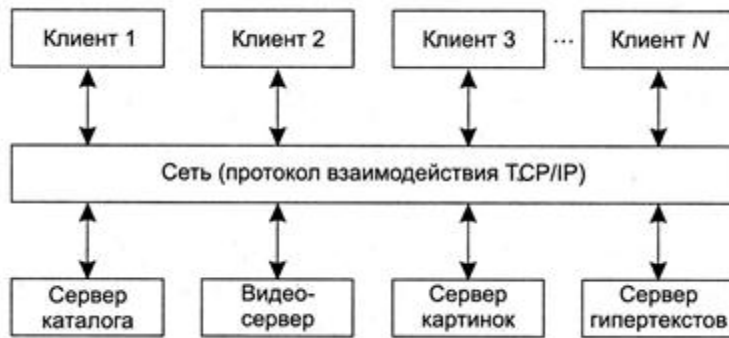 Клиент 1
Клиент 2
Клиент 3
...
Клиент N
Сеть (протокол взаимодействия TCP/IP)
Сервер
каталога
Видео-
сервер
Сервер
картинок
Сервер
гипертекстов